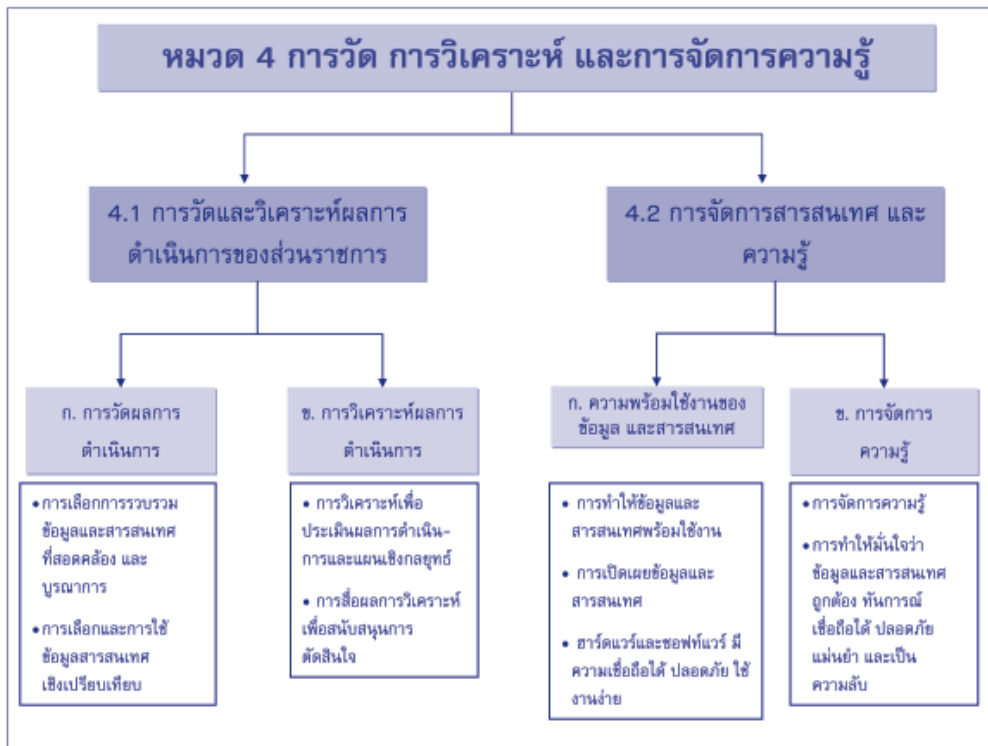 หมวด 4 การวัด การวิเคราะห์ และการจัดการความรู้
4.1 การวัดและวิเคราะห์ผลการ
ดำเนินการของส่วนราชการ
4.2 การจัดการสารสนเทศ และ
ความรู้
ก. การวัดผลการ
ดำเนินการ
ข. การวิเคราะห์ผลการ
ดำเนินการ
ก. ความพร้อมใช้งานของ
ข้อมูล และสารสนเทศ
ข. การจัดการ
ความรู้
• การเลือกการรวบรวม
ข้อมูลและสารสนเทศ
ที่สอดคล้อง และ
บูรณาการ
• การเลือกและการใช้
ข้อมูลสารสนเทศ
เชิงเปรียบเทียบ
• การวิเคราะห์เพื่อ
ประเมินผลการดำเนิน-
การและแผนเชิงกลยุทธ์
• การสื่อผลการวิเคราะห์
เพื่อสนับสนุนการ
ตัดสินใจ
• การทำให้ข้อมูลและ
สารสนเทศพร้อมใช้งาน
• การเปิดเผยข้อมูลและ
สารสนเทศ
• ฮาร์ดแวร์และซอฟท์แวร์ มี
ความเชื่อถือได้ ปลอดภัย ใช้
งานง่าย
• การจัดการความรู้
• การทำให้มั่นใจว่า
ข้อมูลและสารสนเทศ
ถูกต้อง ทันการณ์
เชื่อถือได้ ปลอดภัย
แม่นยำ และเป็น
ความลับ